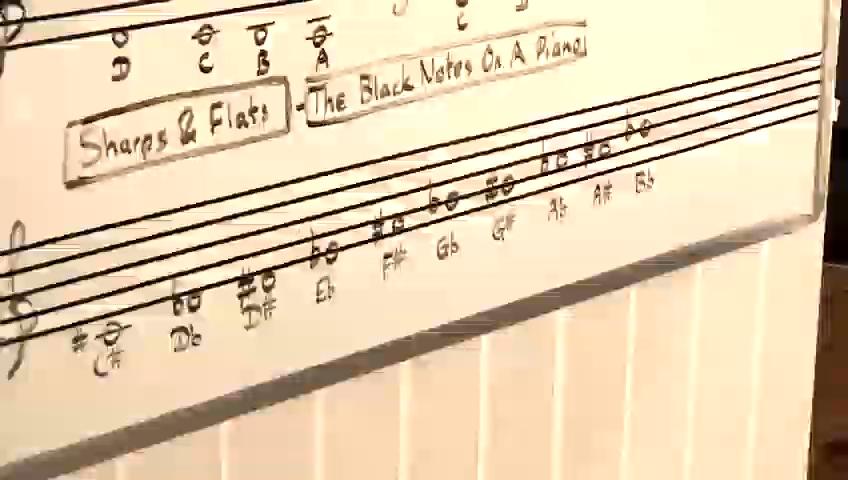 D C B A C
Sharps & Flats - The Black Notes On A Piano
C# Db D# Eb F# Gb G# Ab A# Bb